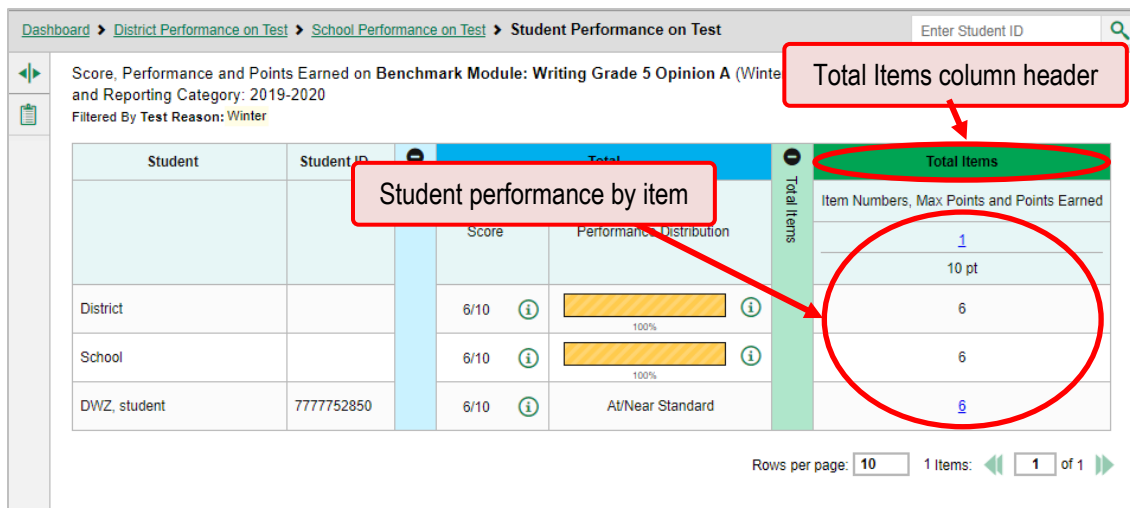 Dashboard > District Performance on Test > School Performance on Test > Student Performance on Test
Enter Student ID
Score, Performance and Points Earned on Benchmark Module: Writing Grade 5 Opinion A
and Reporting Category: 2019-2020
Filtered By Test Reason: Winter
Total Items column header
Student performance by item
Student Student ID Total Total Items
Total Items
Item Numbers, Max Points and Points Earned
Score Performance Distribution
1
10 pt
District 6/10 100% 6
School 6/10 100% 6
DWZ, student 7777752850 6/10 At/Near Standard 6
Rows per page: 10 1 Items: 1 of 1